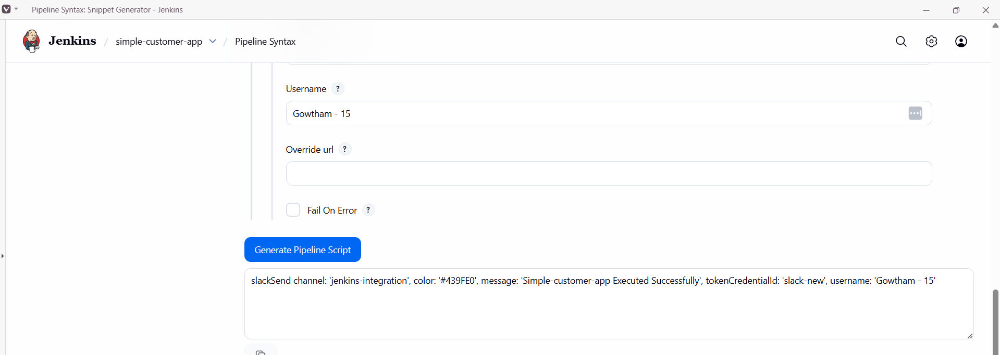 Pipeline Syntax: Snippet Generator - Jenkins
Jenkins / simple-customer-app / Pipeline Syntax
Username ?
Gowtham - 15
Override url ?
Fail On Error ?
Generate Pipeline Script
slackSend channel: 'jenkins-integration', color: '#439FE0', message: 'Simple-customer-app Executed Successfully', tokenCredentialId: 'slack-new', username: 'Gowtham - 15'